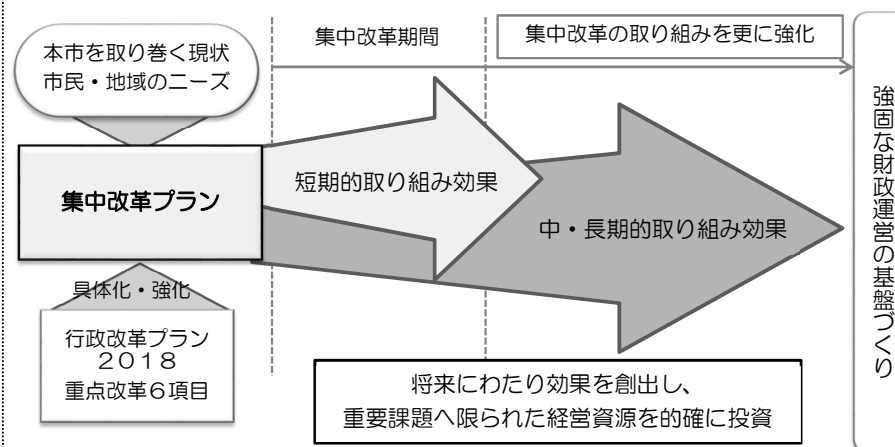 本市を取り巻く現状
市民・地域のニーズ
集中改革プラン
具体化・強化
行政改革プラン
２０１８
重点改革６項目
集中改革期間
集中改革の取り組みを更に強化
短期的取り組み効果
中・長期的取り組み効果
将来にわたり効果を創出し、
重要課題へ限られた経営資源を的確に投資
強固な財政運営の基盤づくり